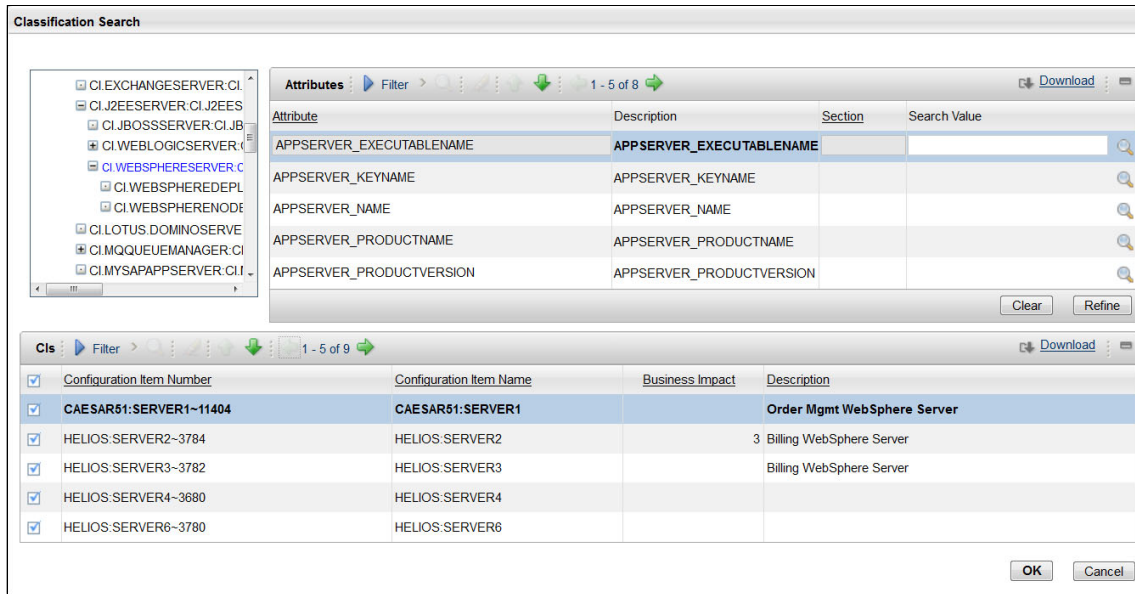 Classification Search
CI.EXCHANGESERVER:CI.
CI.J2EESERVER:CI.J2EES
CI.JBOSSSERVER:CI.JB
CI.WEBLOGICSERVER:
CI.WEBSPHERESERVER:C
CI.WEBSPHEREDEPL
CI.WEBSPHERENODE
CI.LOTUS.DOMINOSERVE
CI.MQQUEUEMANAGER:CI
CI.MYSAPAPPSERVER:CI.
Attributes Filter 1 - 5 of 8 Download
Attribute Description Section Search Value
APPSERVER_EXECUTABLENAME APPSERVER_EXECUTABLENAME
APPSERVER_KEYNAME APPSERVER_KEYNAME
APPSERVER_NAME APPSERVER_NAME
APPSERVER_PRODUCTNAME APPSERVER_PRODUCTNAME
APPSERVER_PRODUCTVERSION APPSERVER_PRODUCTVERSION
Clear Refine
CIs Filter 1 - 5 of 9 Download
Configuration Item Number Configuration Item Name Business Impact Description
CAESAR51:SERVER1~11404 CAESAR51:SERVER1 Order Mgmt WebSphere Server
HELIOS:SERVER2~3784 HELIOS:SERVER2 3 Billing WebSphere Server
HELIOS:SERVER3~3782 HELIOS:SERVER3 Billing WebSphere Server
HELIOS:SERVER4~3680 HELIOS:SERVER4
HELIOS:SERVER6~3780 HELIOS:SERVER6
OK Cancel